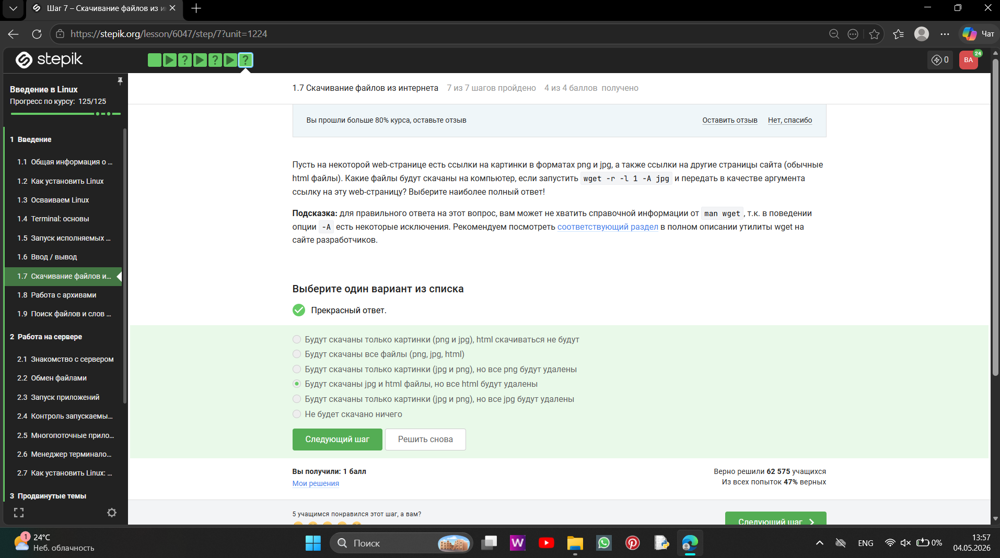 Шаг 7 – Скачивание файлов из и
https://stepik.org/lesson/6047/step/7?unit=1224
Чат
stepik
? ? ?
0
ВА
24
Введение в Linux
Прогресс по курсу: 125/125
1 Введение
1.1 Общая информация о ...
1.2 Как установить Linux
1.3 Осваиваем Linux
1.4 Terminal: основы
1.5 Запуск исполняемых ...
1.6 Ввод / вывод
1.7 Скачивание файлов и...
1.8 Работа с архивами
1.9 Поиск файлов и слов ...
2 Работа на сервере
2.1 Знакомство с сервером
2.2 Обмен файлами
2.3 Запуск приложений
2.4 Контроль запускаемы...
2.5 Многопоточные прило...
2.6 Менеджер терминало...
2.7 Как установить Linux: ...
3 Продвинутые темы
1.7 Скачивание файлов из интернета 7 из 7 шагов пройдено 4 из 4 баллов получено
Вы прошли больше 80% курса, оставьте отзыв Оставить отзыв Нет, спасибо
Пусть на некоторой web-странице есть ссылки на картинки в форматах png и jpg, а также ссылки на другие страницы сайта (обычные
html файлы). Какие файлы будут скачаны на компьютер, если запустить wget -r -l 1 -A jpg и передать в качестве аргумента
ссылку на эту web-страницу? Выберите наиболее полный ответ!
Подсказка: для правильного ответа на этот вопрос, вам может не хватить справочной информации от man wget, т.к. в поведении
опции -A есть некоторые исключения. Рекомендуем посмотреть соответствующий раздел в полном описании утилиты wget на
сайте разработчиков.
Выберите один вариант из списка
Прекрасный ответ.
Будут скачаны только картинки (png и jpg), html скачиваться не будут
Будут скачаны все файлы (png, jpg, html)
Будут скачаны только картинки (jpg и png), но все png будут удалены
Будут скачаны jpg и html файлы, но все html будут удалены
Будут скачаны только картинки (jpg и png), но все jpg будут удалены
Не будет скачано ничего
Следующий шаг Решить снова
Вы получили: 1 балл
Мои решения
Верно решили 62 575 учащихся
Из всех попыток 47% верных
5 учащимся понравился этот шаг, а вам?
Следующий шаг
1
24°C
Неб. облачность
Поиск
W
ENG
0%
13:57
04.05.2026